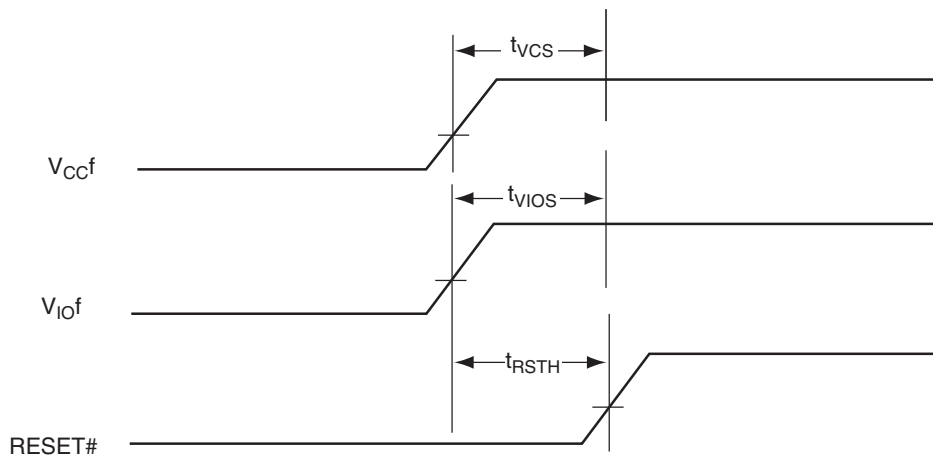 tVCS
VCCf
tVIOS
VIOf
tRSTH
RESET#